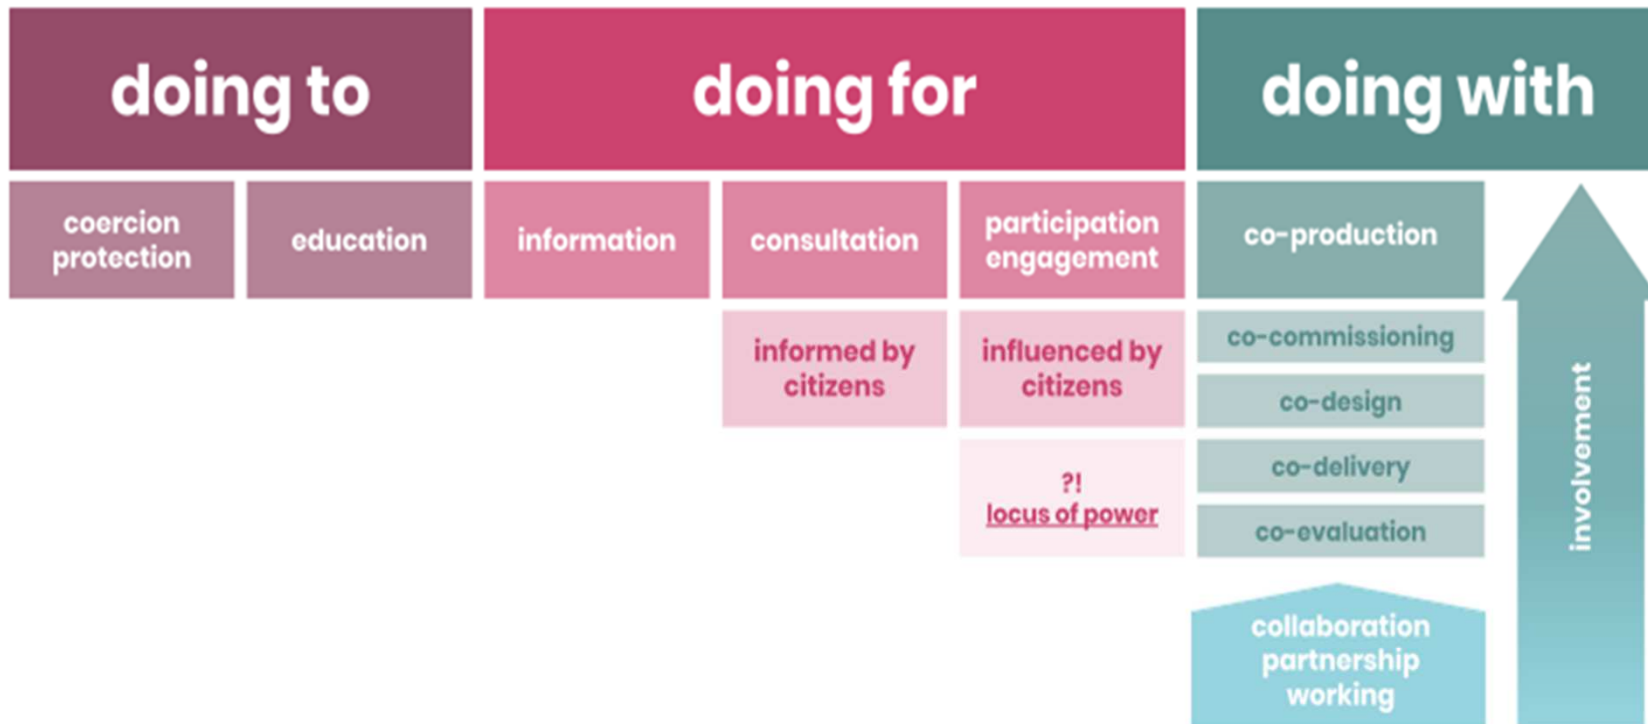 doing to
doing for
doing with
coercion
protection
education
information
consultation
participation
engagement
co-production
informed by
citizens
influenced by
citizens
?!
locus of power
co-commissioning
co-design
co-delivery
co-evaluation
collaboration
partnership
working
involvement